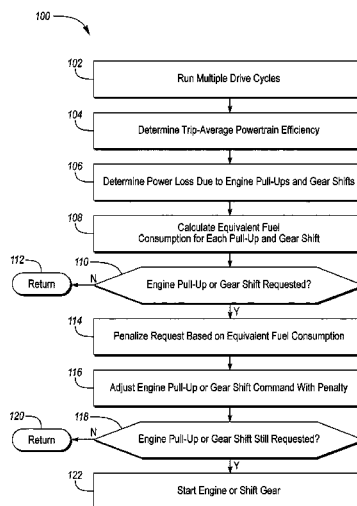 100
102
Run Multiple Drive Cycles
104
Determine Trip-Average Powertrain Efficiency
106
Determine Power Loss Due to Engine Pull-Ups and Gear Shifts
108
Calculate Equivalent Fuel
Consumption for Each Pull-Up and Gear Shift
112
110
Return
N
Engine Pull-Up or Gear Shift Requested?
Y
114
Penalize Request Based on Equivalent Fuel Consumption
116
Adjust Engine Pull-Up or Gear Shift Command With Penalty
120
118
Return
N
Engine Pull-Up or Gear Shift Still Requested?
Y
122
Start Engine or Shift Gear